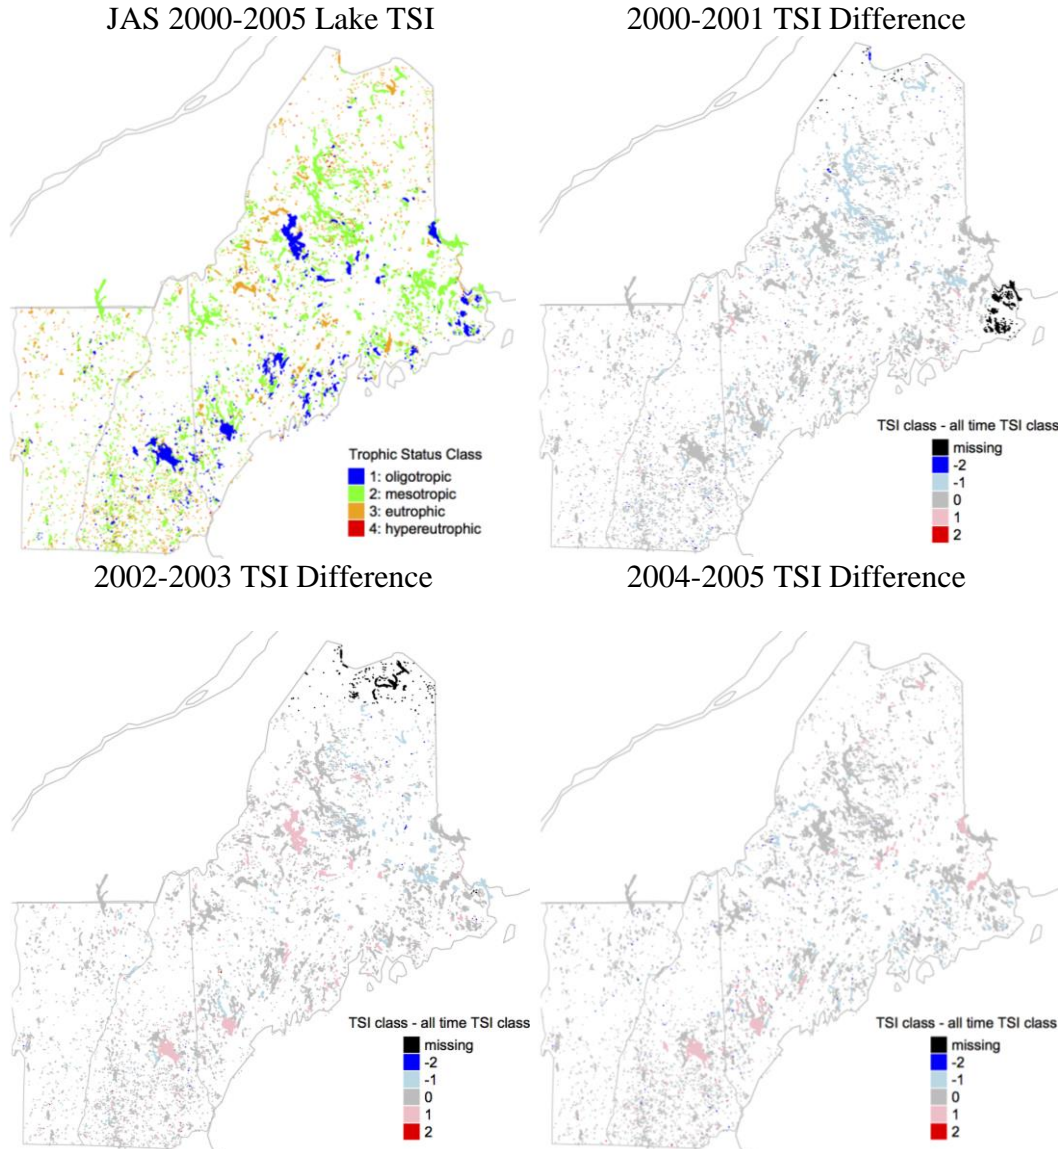 JAS 2000-2005 Lake TSI
2000-2001 TSI Difference
Trophic Status Class
1: oligotropic
2: mesotropic
3: eutrophic
4: hypereutrophic
TSI class - all time TSI class
missing
-2
-1
0
1
2
2002-2003 TSI Difference
2004-2005 TSI Difference
TSI class - all time TSI class
missing
-2
-1
0
1
2
TSI class - all time TSI class
missing
-2
-1
0
1
2